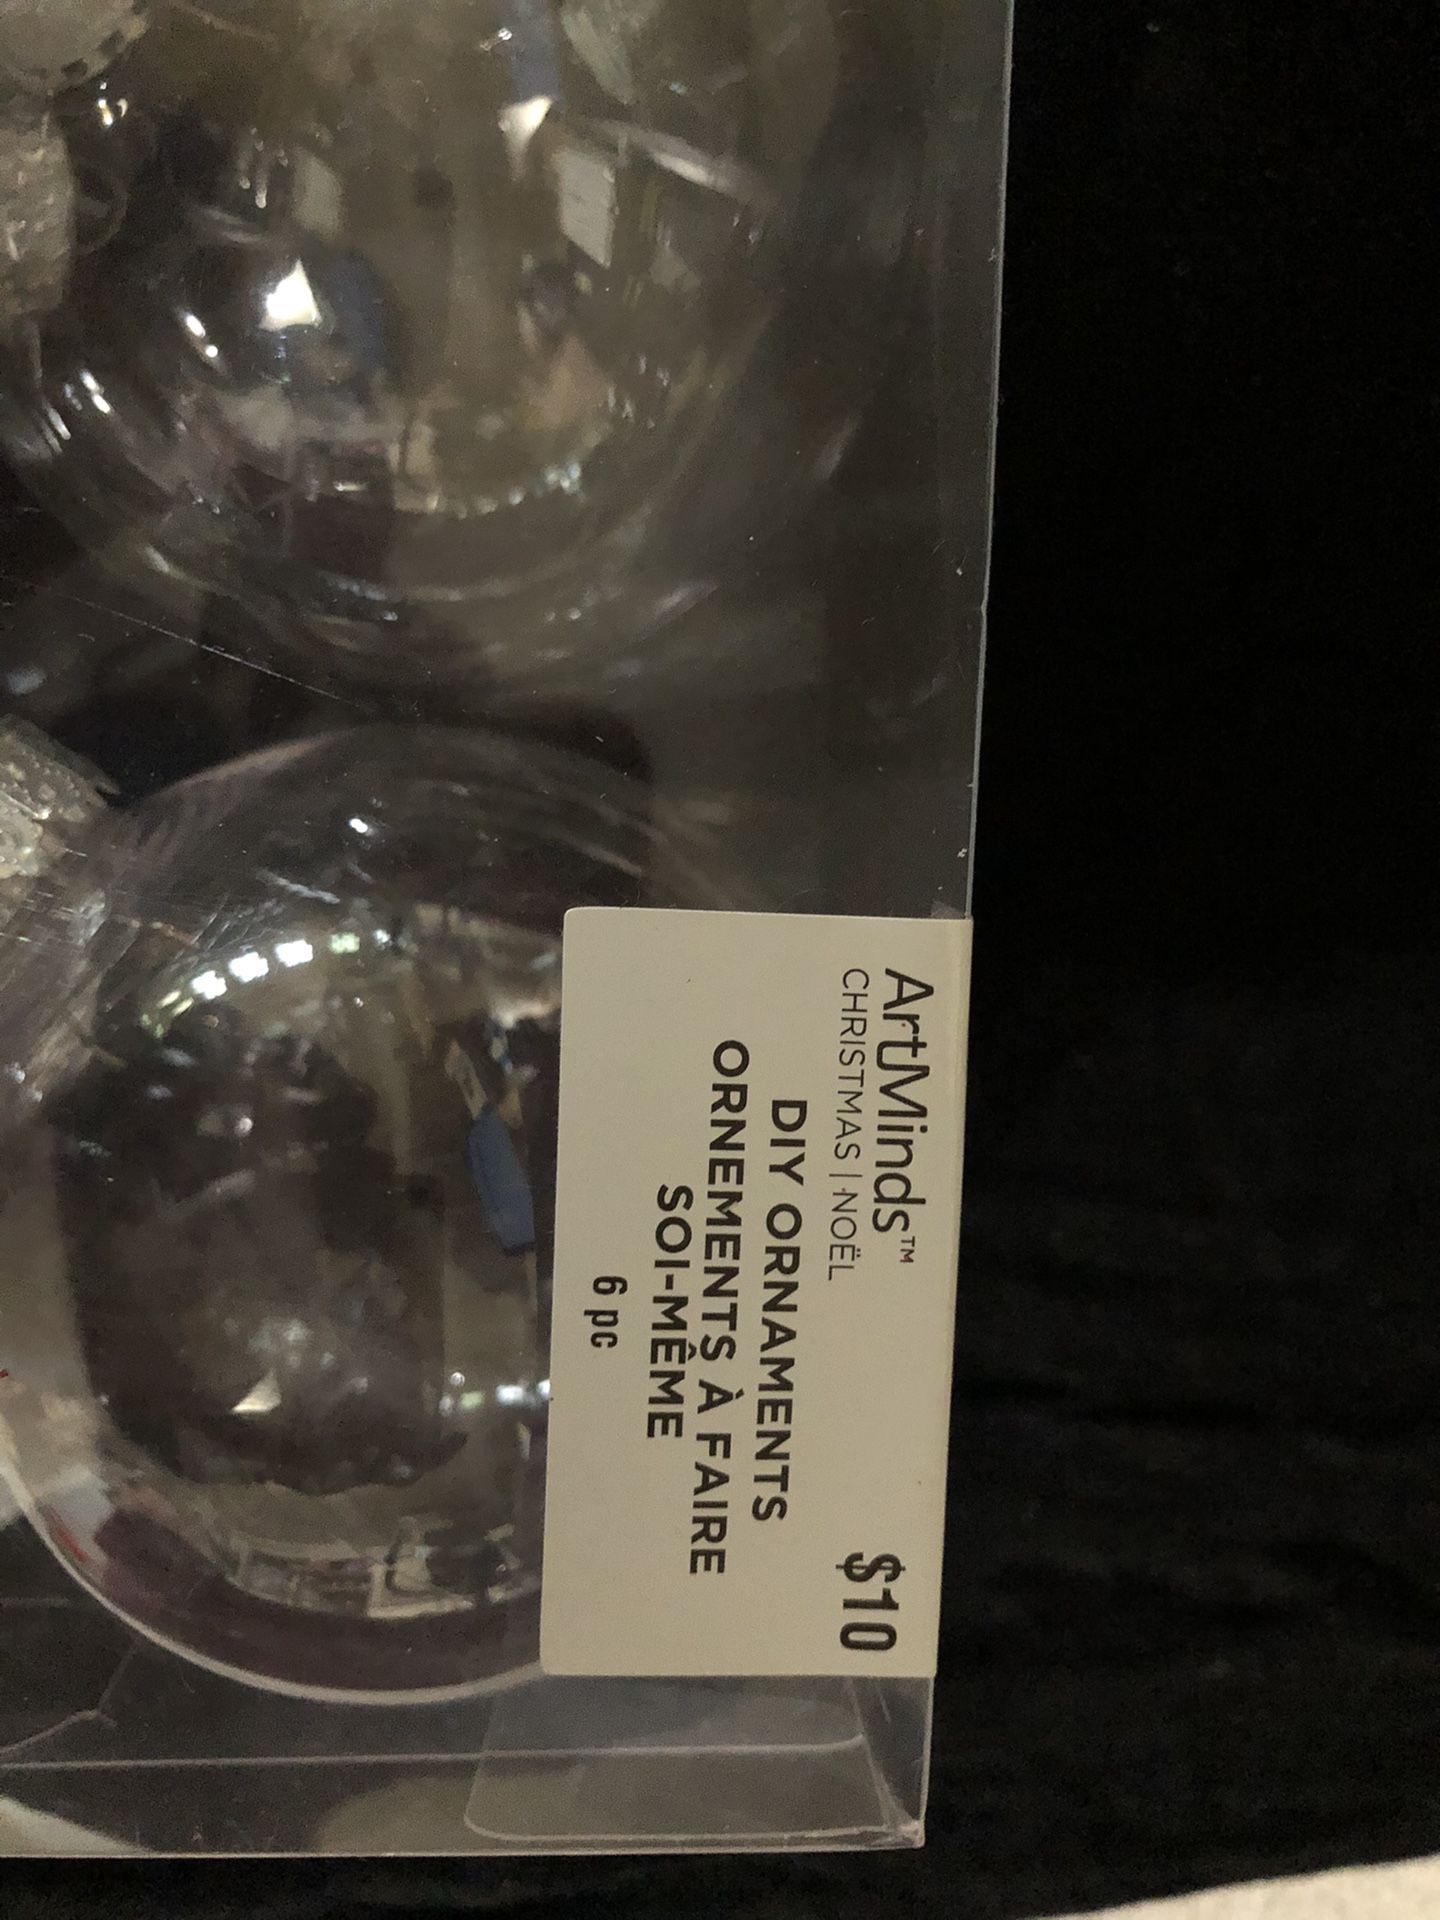 ArtMinds™
CHRISTMAS | NOËL
$10
DIY ORNAMENTS
ORNEMENTS À FAIRE
SOI-MÊME
6 pc